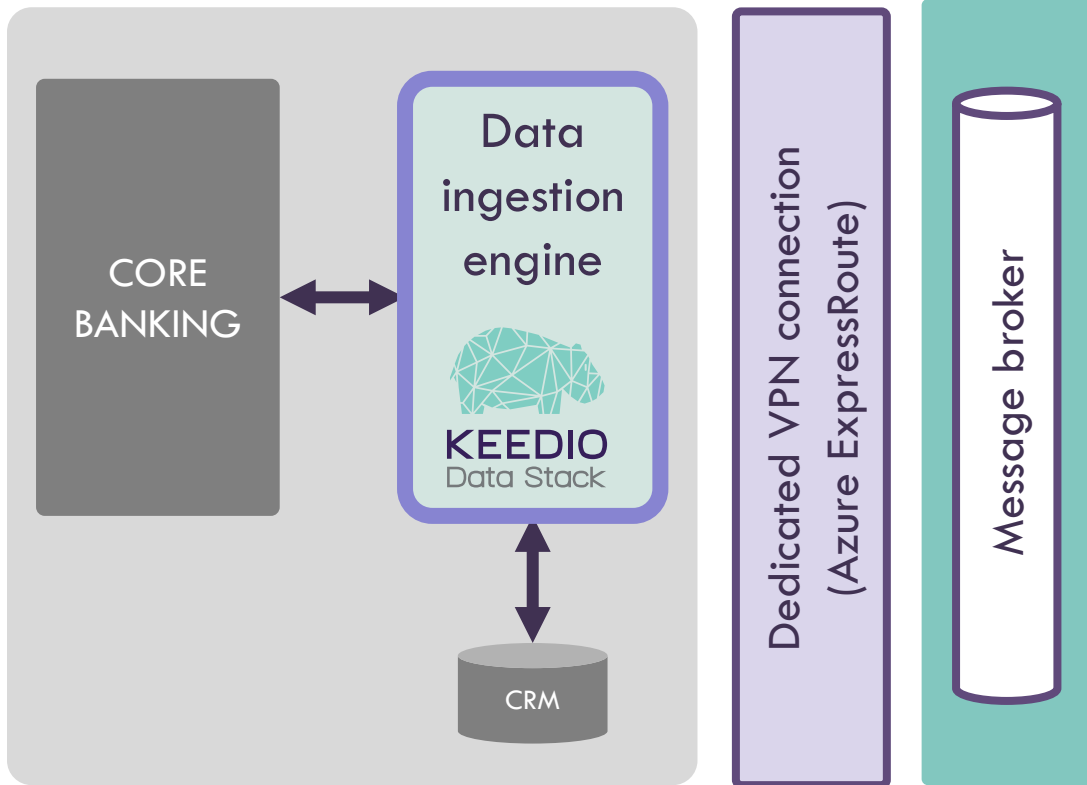 CORE
BANKING
Data
ingestion
engine
KEEDIO
Data Stack
CRM
Dedicated VPN connection
(Azure ExpressRoute)
Message broker